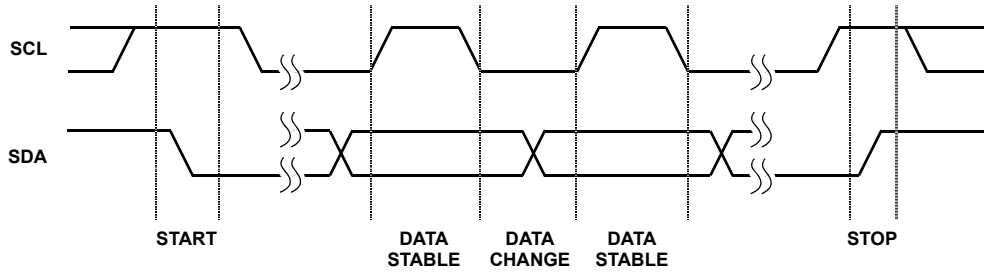 SCL
SDA
START
DATA
STABLE
DATA
CHANGE
DATA
STABLE
STOP